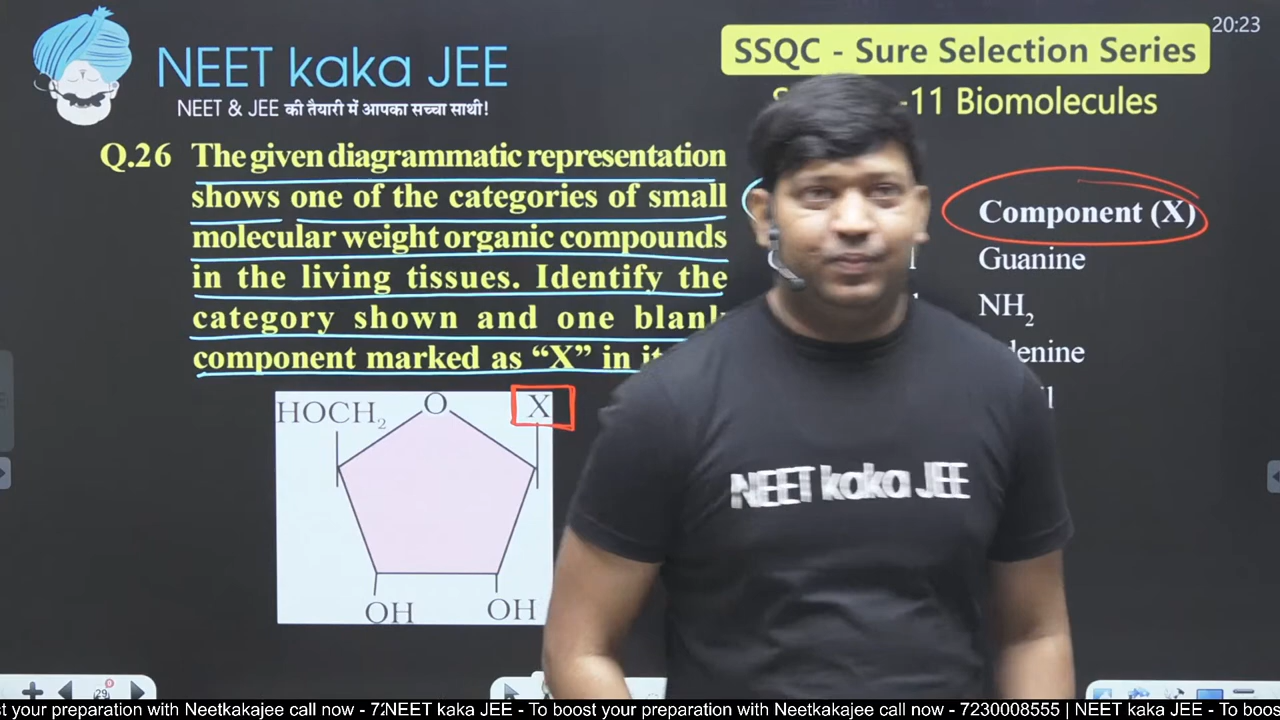 20:23
NEET kaka JEE
NEET & JEE की तैयारी में आपका सच्चा साथी!
SSQC - Sure Selection Series
-11 Biomolecules
Q.26 The given diagrammatic representation
shows one of the categories of small
molecular weight organic compounds
in the living tissues. Identify the
category shown and one blank
component marked as “X” in it
Component (X)
Guanine
NH2
HOCH2
O
X
OH
OH
NEET kaka JEE
29
your preparation with Neetkakajee call now - NEET kaka JEE - To boost your preparation with Neetkakajee call now - 7230008555 | NEET kaka JEE - To